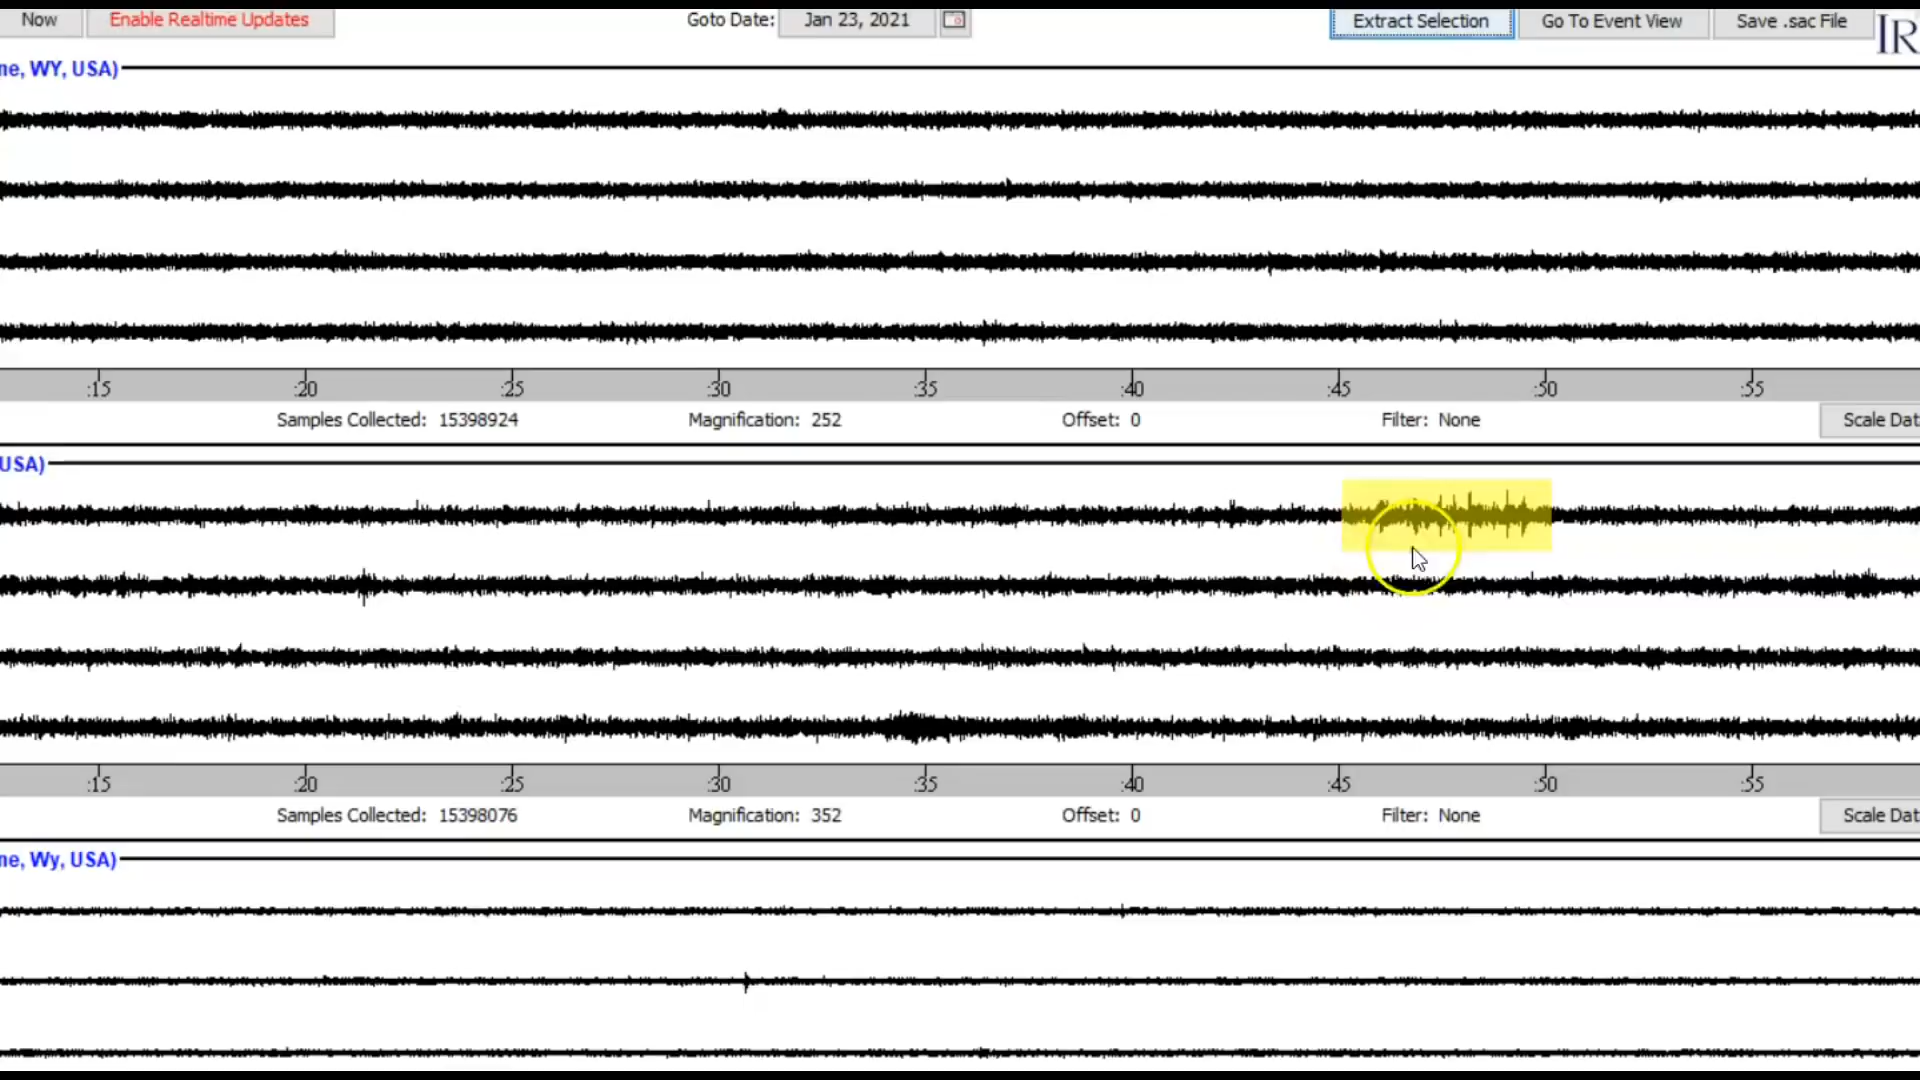 Now Enable Realtime Updates Goto Date: Jan 23, 2021 Extract Selection Go To Event View Save .sac File IR
ne, WY, USA)
:15 :20 :25 :30 :35 :40 :45 :50 :55
Samples Collected: 15398924 Magnification: 252 Offset: 0 Filter: None Scale Dat
USA)
:15 :20 :25 :30 :35 :40 :45 :50 :55
Samples Collected: 15398076 Magnification: 352 Offset: 0 Filter: None Scale Dat
ne, Wy, USA)